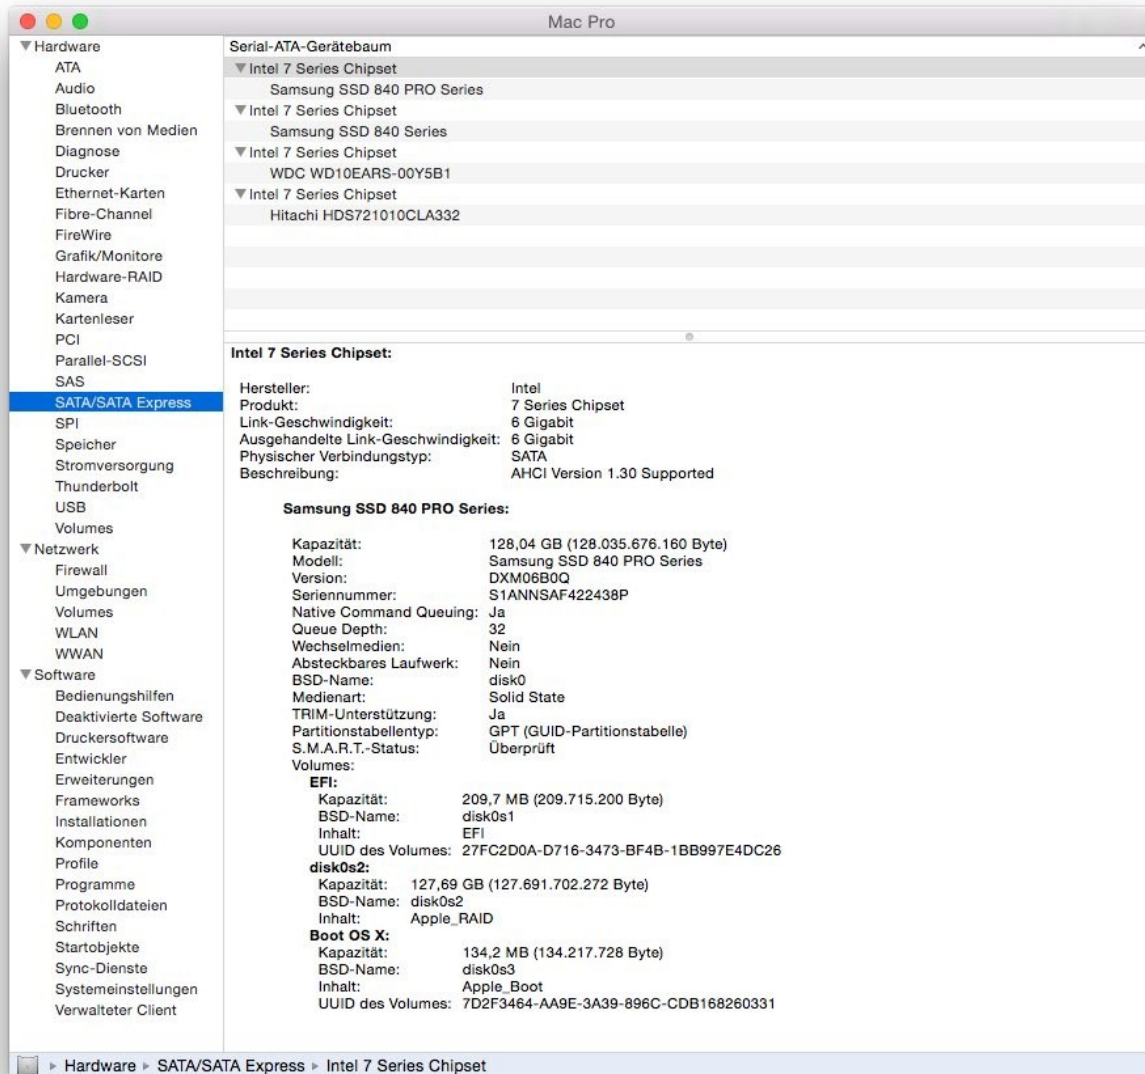 Mac Pro
Hardware
ATA
Audio
Bluetooth
Brennen von Medien
Diagnose
Drucker
Ethernet-Karten
Fibre-Channel
FireWire
Grafik/Monitore
Hardware-RAID
Kamera
Kartenleser
PCI
Parallel-SCSI
SAS
SATA/SATA Express
SPI
Speicher
Stromversorgung
Thunderbolt
USB
Volumes
Netzwerk
Firewall
Umgebungen
Volumes
WLAN
WWAN
Software
Bedienungshilfen
Deaktivierte Software
Druckersoftware
Entwickler
Erweiterungen
Frameworks
Installationen
Komponenten
Profile
Programme
Protokolldateien
Schriften
Startobjekte
Sync-Dienste
Systemeinstellungen
Verwalteter Client
Serial-ATA-Gerätebaum
Intel 7 Series Chipset
Samsung SSD 840 PRO Series
Intel 7 Series Chipset
Samsung SSD 840 Series
Intel 7 Series Chipset
WDC WD10EARS-00Y5B1
Intel 7 Series Chipset
Hitachi HDS721010CLA332
Intel 7 Series Chipset:
Hersteller: Intel
Produkt: 7 Series Chipset
Link-Geschwindigkeit: 6 Gigabit
Ausgehandelte Link-Geschwindigkeit: 6 Gigabit
Physischer Verbindungstyp: SATA
Beschreibung: AHCI Version 1.30 Supported
Samsung SSD 840 PRO Series:
Kapazität: 128,04 GB (128.035.676.160 Byte)
Modell: Samsung SSD 840 PRO Series
Version: DXM06B0Q
Seriennummer: S1ANNSAF422438P
Native Command Queuing: Ja
Queue Depth: 32
Wechselmedien: Nein
Absteckbares Laufwerk: Nein
BSD-Name: disk0
Medienart: Solid State
TRIM-Unterstützung: Ja
Partitionstabellentyp: GPT (GUID-Partitionstabelle)
S.M.A.R.T.-Status: Überprüft
Volumes:
EFI:
Kapazität: 209,7 MB (209.715.200 Byte)
BSD-Name: disk0s1
Inhalt: EFI
UUID des Volumes: 27FC2D0A-D716-3473-BF4B-1BB997E4DC26
disk0s2:
Kapazität: 127,69 GB (127.691.702.272 Byte)
BSD-Name: disk0s2
Inhalt: Apple_RAID
Boot OS X:
Kapazität: 134,2 MB (134.217.728 Byte)
BSD-Name: disk0s3
Inhalt: Apple_Boot
UUID des Volumes: 7D2F3464-AA9E-3A39-896C-CDB168260331
Hardware ▸ SATA/SATA Express ▸ Intel 7 Series Chipset